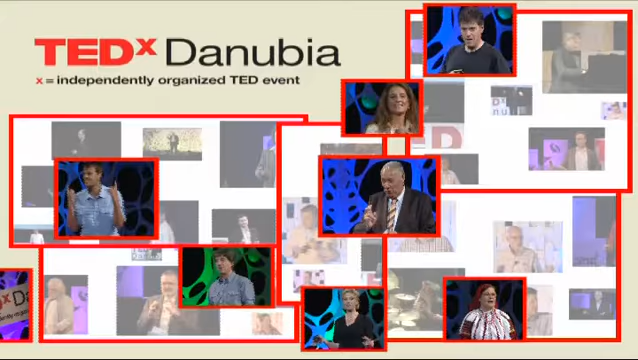 TEDx Danubia
x = independently organized TED event